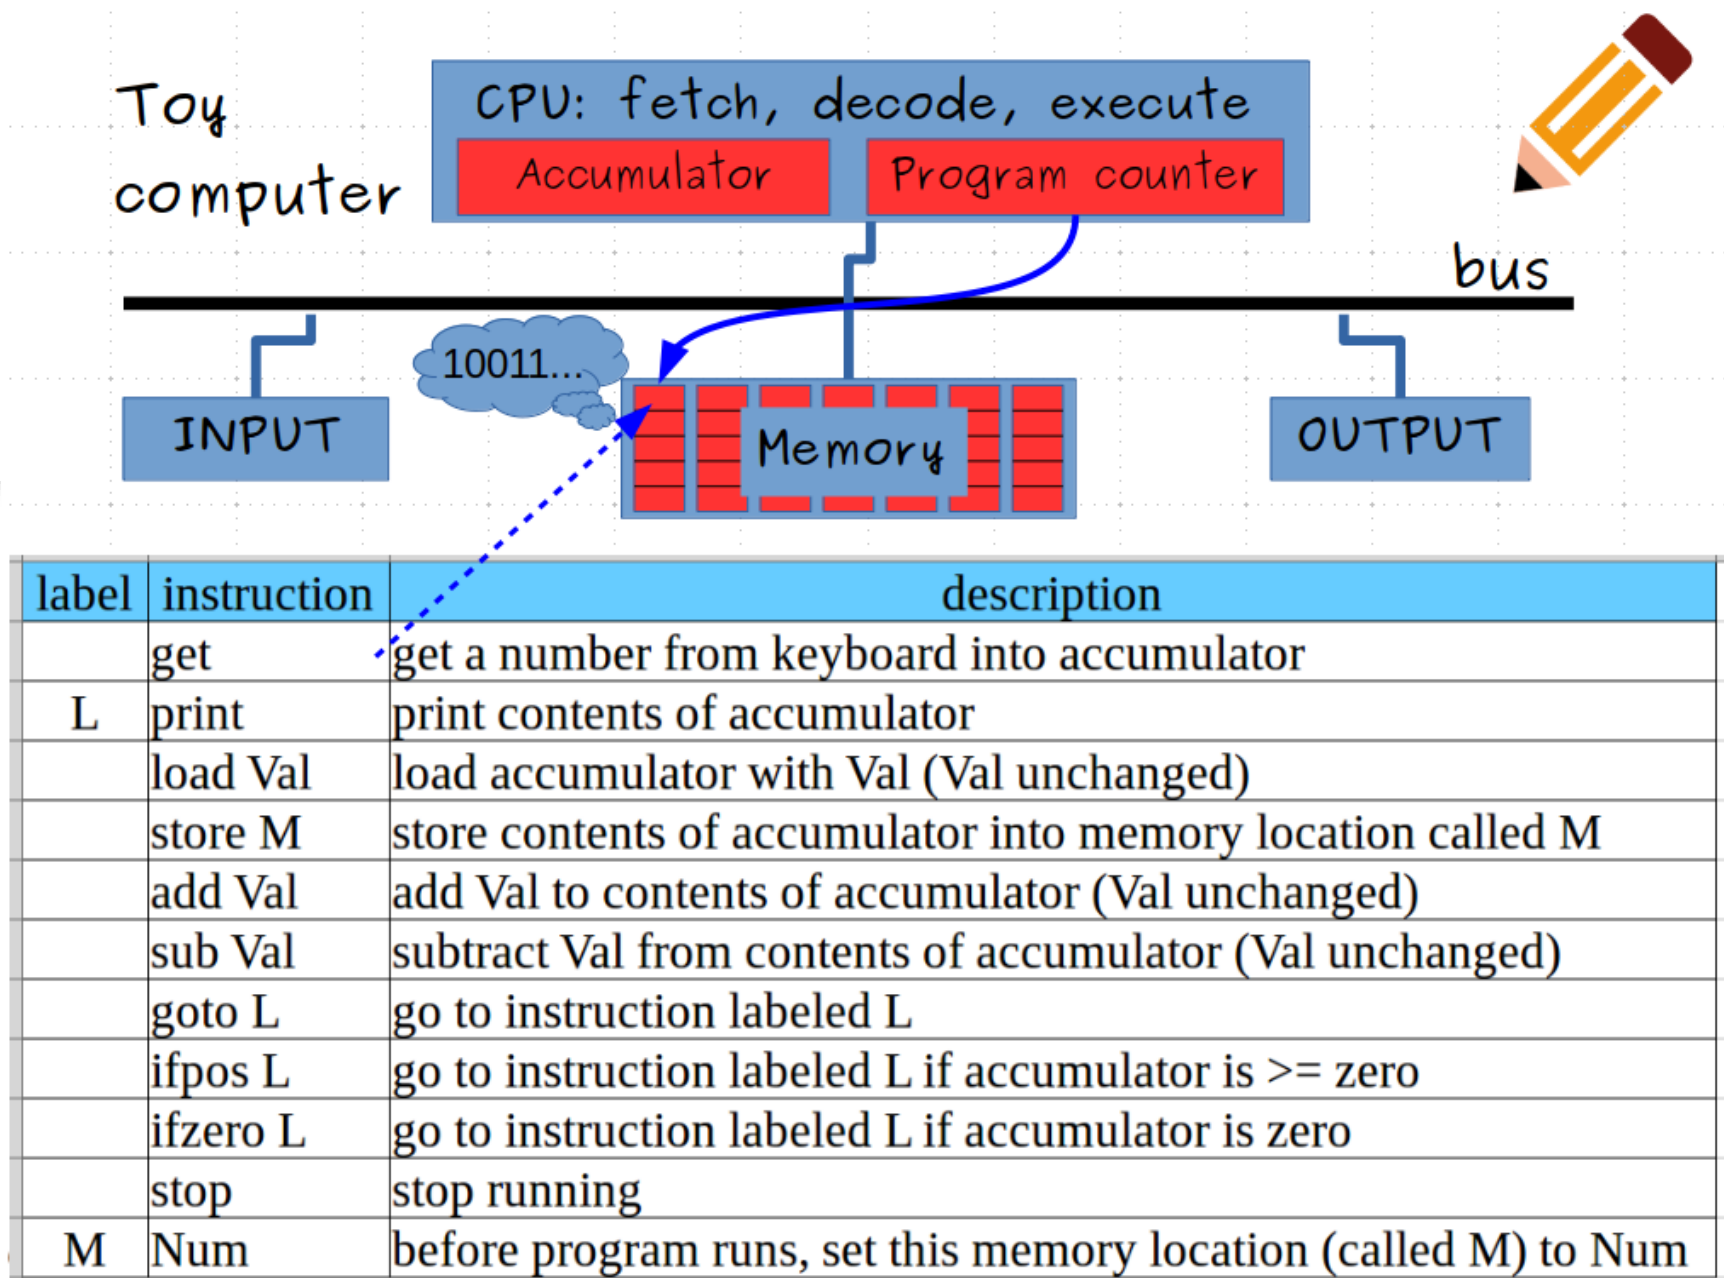 Toy
computer
CPU: fetch, decode, execute
Accumulator
Program counter
bus
10011...
INPUT
Memory
OUTPUT
label instruction description
get get a number from keyboard into accumulator
L print print contents of accumulator
load Val load accumulator with Val (Val unchanged)
store M store contents of accumulator into memory location called M
add Val add Val to contents of accumulator (Val unchanged)
sub Val subtract Val from contents of accumulator (Val unchanged)
goto L go to instruction labeled L
ifpos L go to instruction labeled L if accumulator is >= zero
ifzero L go to instruction labeled L if accumulator is zero
stop stop running
M Num before program runs, set this memory location (called M) to Num